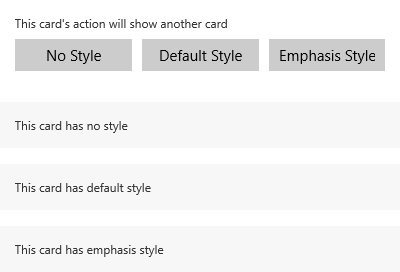 This card's action will show another card
No Style Default Style Emphasis Style
This card has no style
This card has default style
This card has emphasis style